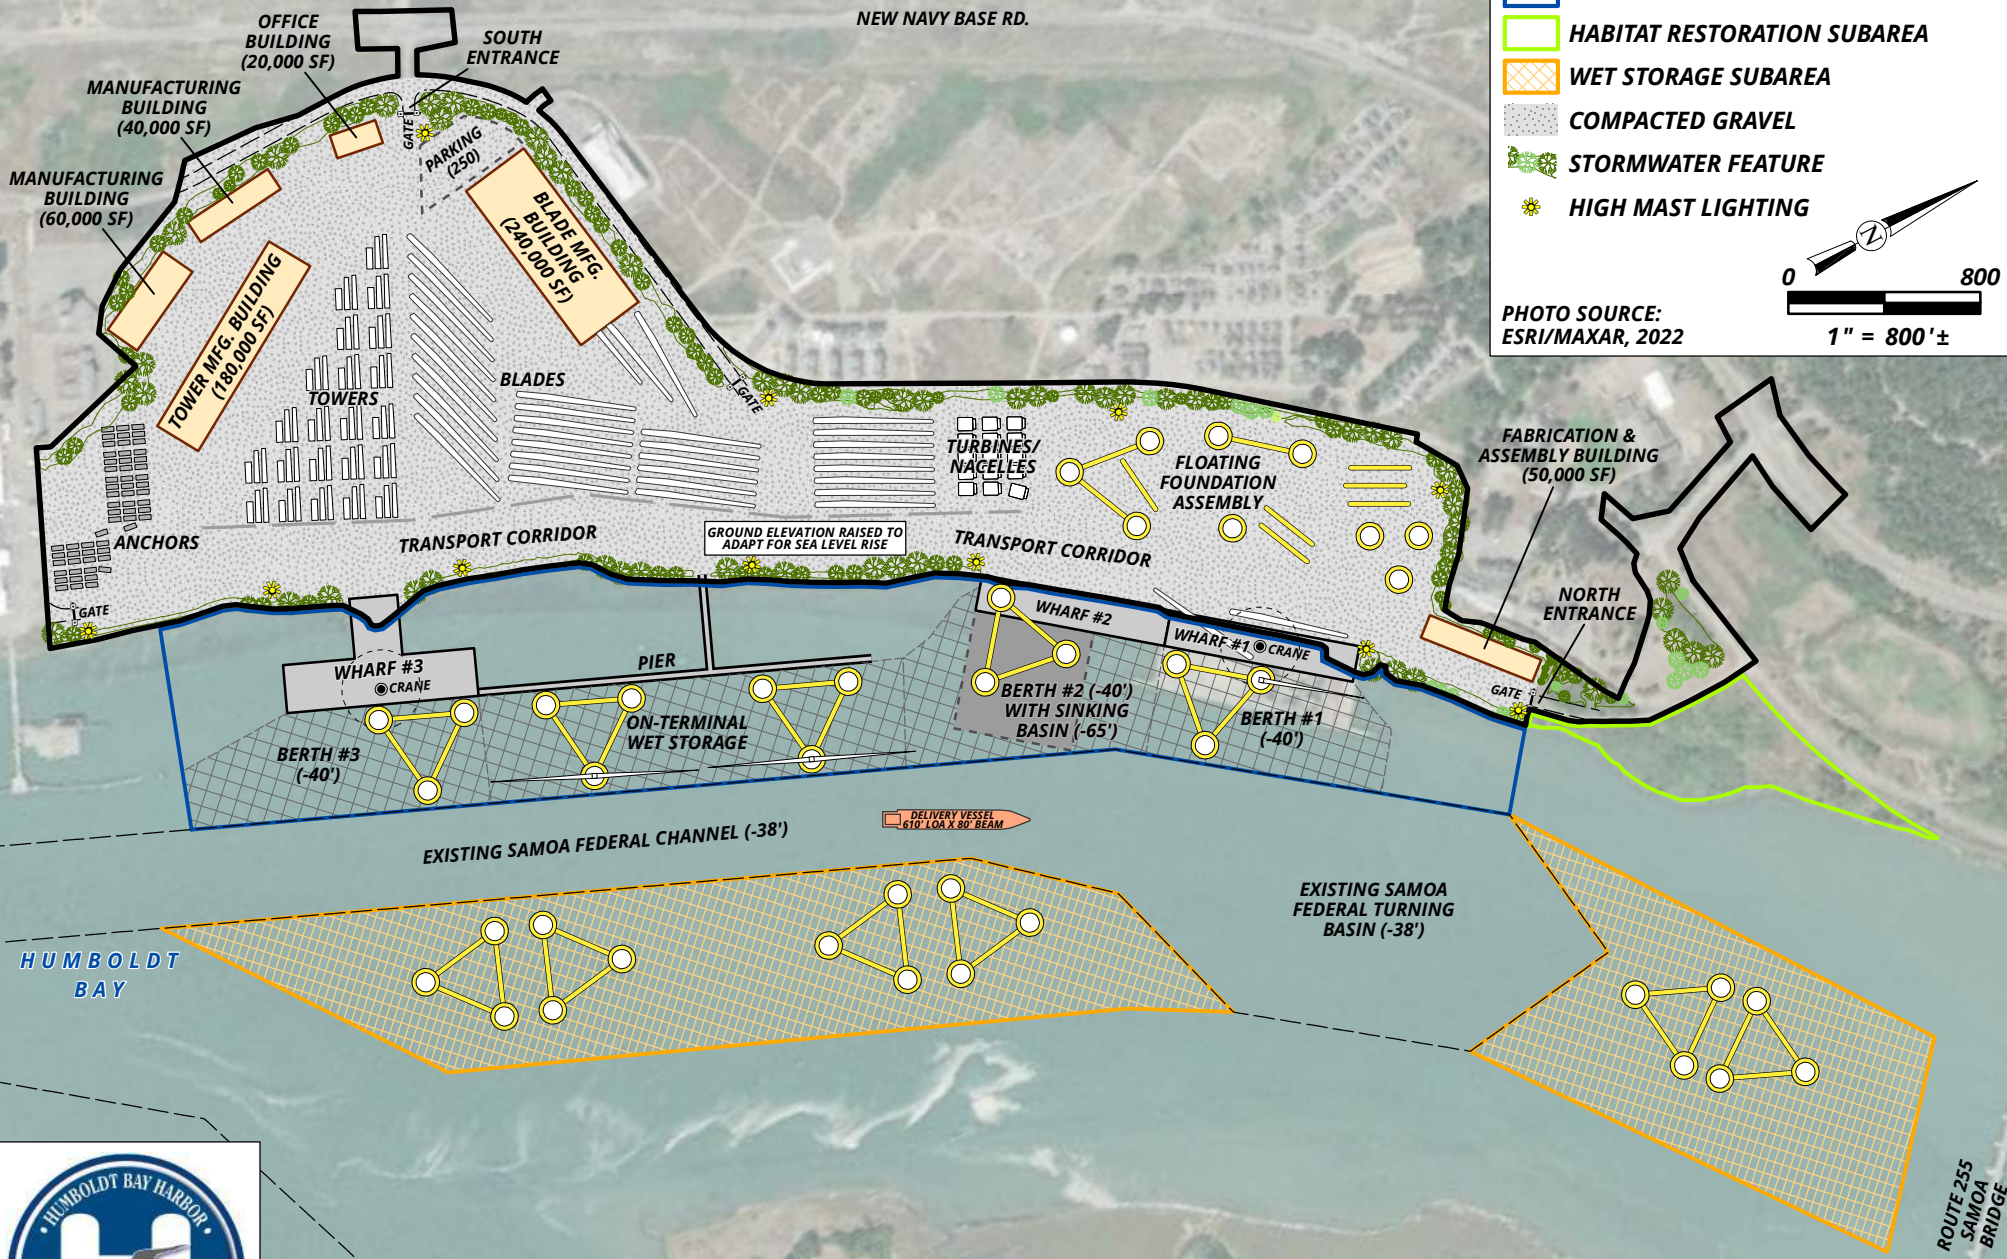 NEW NAVY BASE RD.
OFFICE
BUILDING
(20,000 SF)
SOUTH
ENTRANCE
MANUFACTURING
BUILDING
(40,000 SF)
MANUFACTURING
BUILDING
(60,000 SF)
GATE
PARKING
(250)
BLADE MFG.
BUILDING
(240,000 SF)
TOWER MFG. BUILDING
(180,000 SF)
TOWERS
BLADES
GATE
TURBINES/
NACELLES
FLOATING
FOUNDATION
ASSEMBLY
FABRICATION &
ASSEMBLY BUILDING
(50,000 SF)
ANCHORS
TRANSPORT CORRIDOR
GROUND ELEVATION RAISED TO
ADAPT FOR SEA LEVEL RISE
TRANSPORT CORRIDOR
GATE
NORTH
ENTRANCE
WHARF #2
WHARF #1
CRANE
WHARF #3
CRANE
PIER
GATE
BERTH #3
(-40')
ON-TERMINAL
WET STORAGE
BERTH #2 (-40')
WITH SINKING
BASIN (-65')
BERTH #1
(-40')
DELIVERY VESSEL
610' LOA X 80' BEAM
EXISTING SAMOA FEDERAL CHANNEL (-38')
EXISTING SAMOA
FEDERAL TURNING
BASIN (-38')
HUMBOLDT
BAY
ROUTE 255
SAMOA
BRIDGE
HABITAT RESTORATION SUBAREA
WET STORAGE SUBAREA
COMPACTED GRAVEL
STORMWATER FEATURE
HIGH MAST LIGHTING
N
0 800
1" = 800'±
PHOTO SOURCE:
ESRI/MAXAR, 2022
• HUMBOLDT BAY HARBOR •